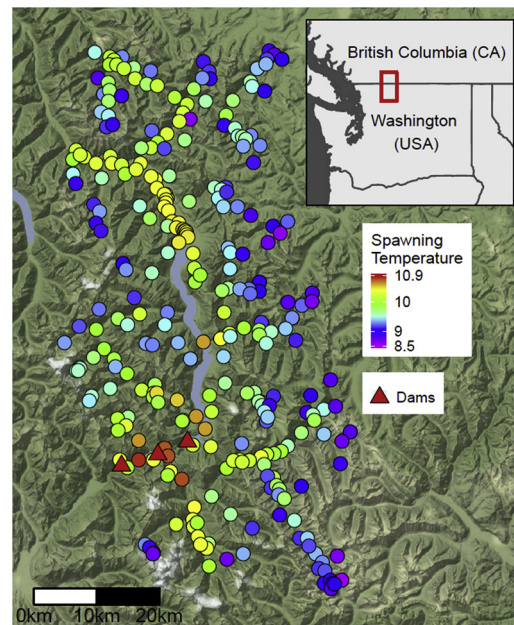 British Columbia (CA)
Washington
(USA)
Spawning
Temperature
10.9
10
9
8.5
Dams
0km 10km 20km